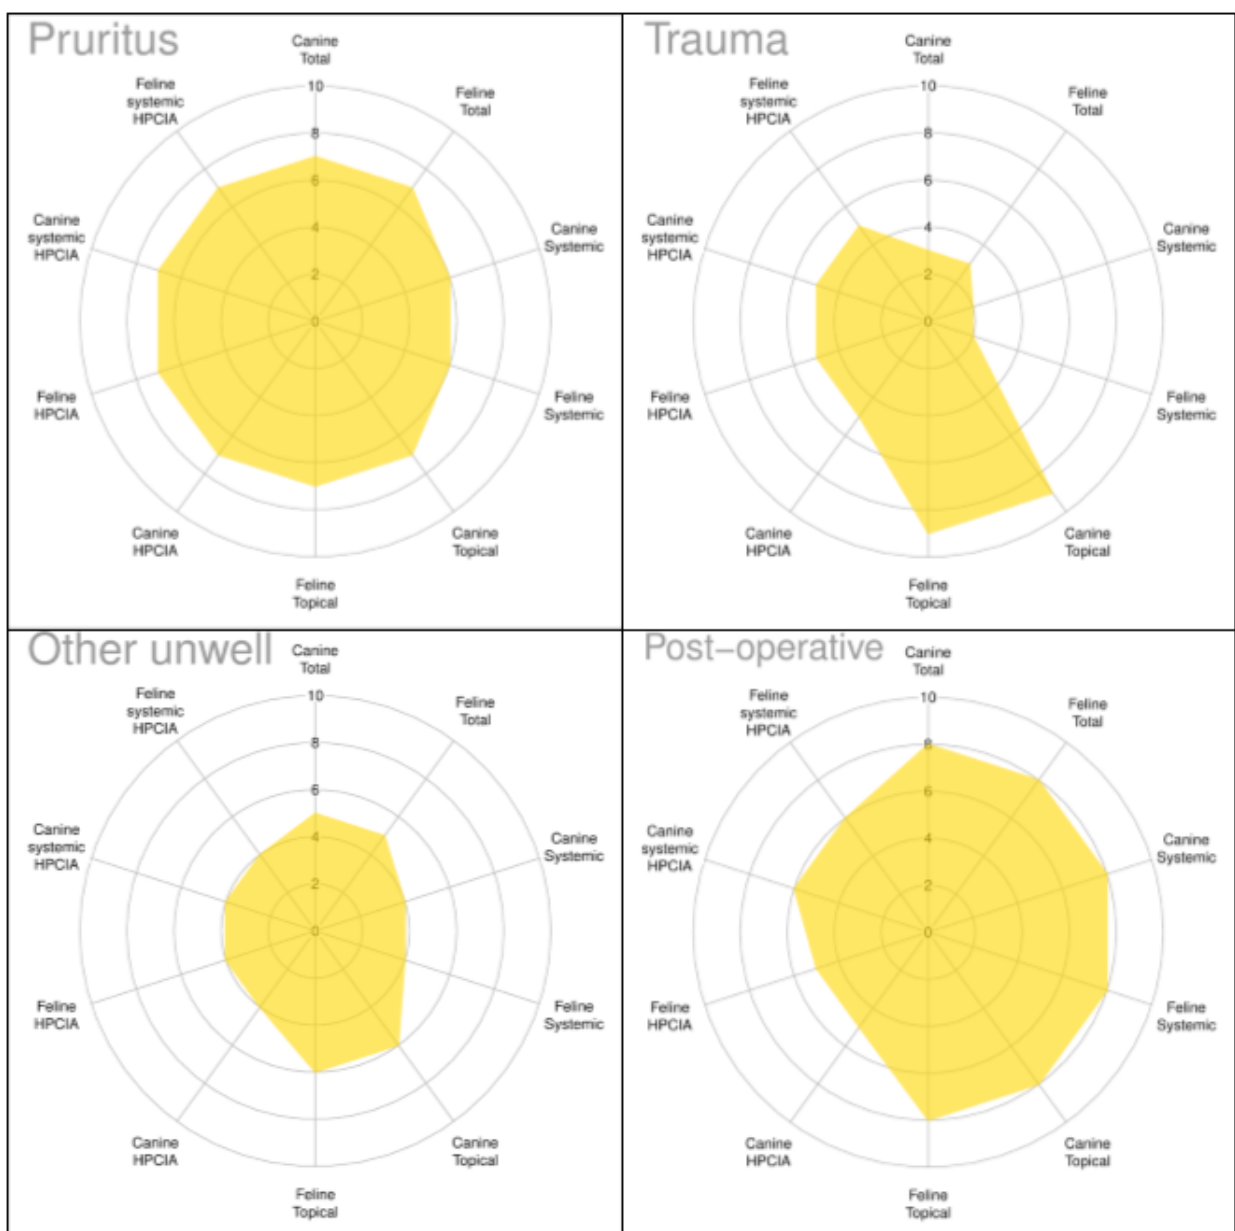 Pruritus
Canine
Total
Feline
Total
Canine
Systemic
Feline
Systemic
Canine
Topical
Feline
Topical
Canine
HPCIA
Feline
HPCIA
Canine
systemic
HPCIA
Feline
systemic
HPCIA
10
8
6
4
2
0
Trauma
Canine
Total
Feline
Total
Canine
Systemic
Feline
Systemic
Canine
Topical
Feline
Topical
Canine
HPCIA
Feline
HPCIA
Canine
systemic
HPCIA
Feline
systemic
HPCIA
10
8
6
4
2
0
Other unwell
Canine
Total
Feline
Total
Canine
Systemic
Feline
Systemic
Canine
Topical
Feline
Topical
Canine
HPCIA
Feline
HPCIA
Canine
systemic
HPCIA
Feline
systemic
HPCIA
10
8
6
4
2
0
Post−operative
Canine
Total
Feline
Total
Canine
Systemic
Feline
Systemic
Canine
Topical
Feline
Topical
Canine
HPCIA
Feline
HPCIA
Canine
systemic
HPCIA
Feline
systemic
HPCIA
10
8
6
4
2
0